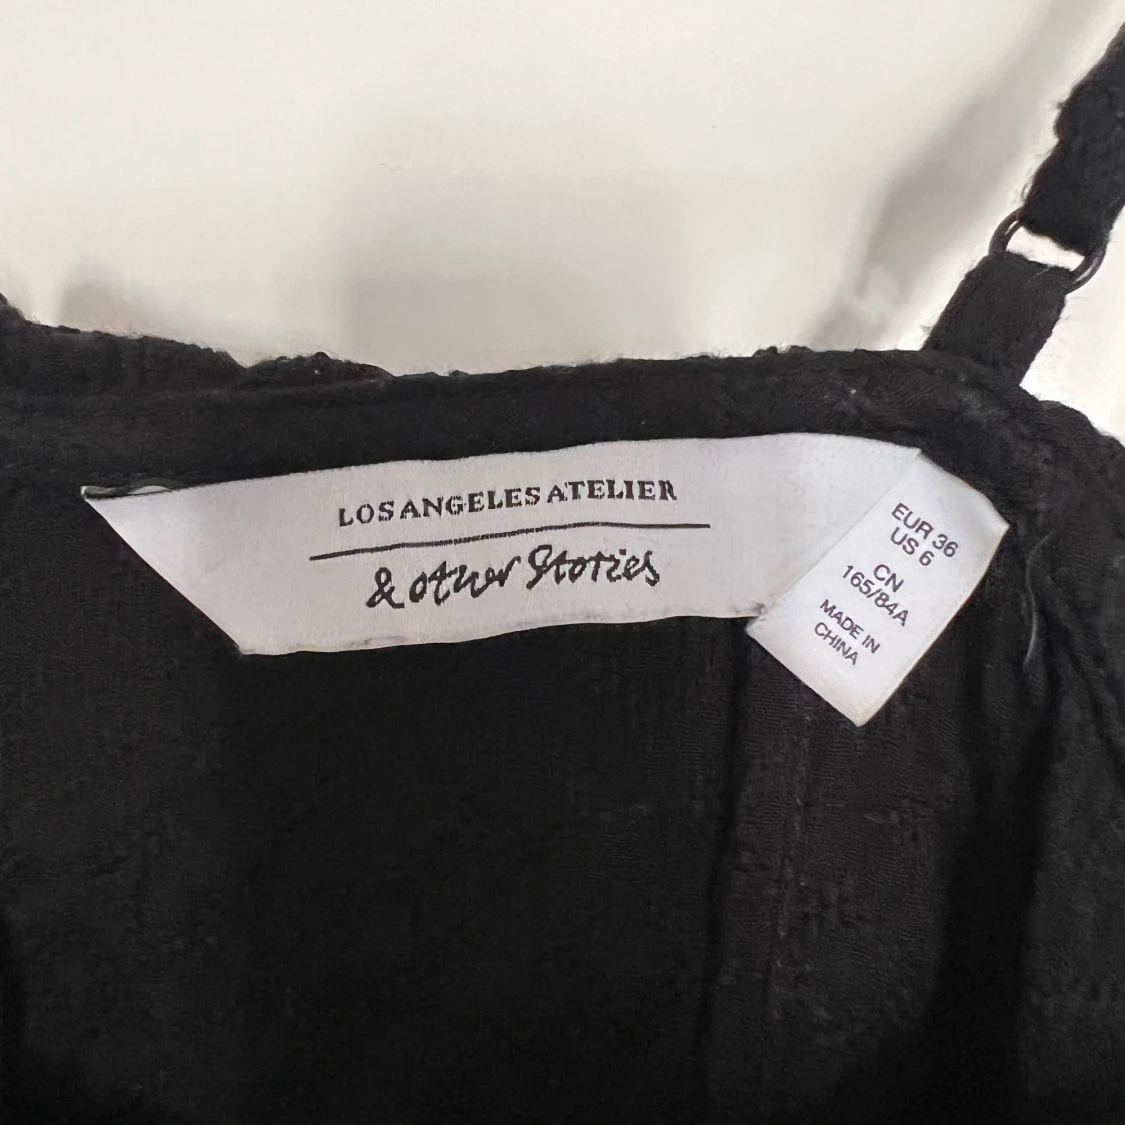 LOS ANGELES ATELIER
& other Stories
EUR 36
US 6
CN
165/84A
MADE IN
CHINA